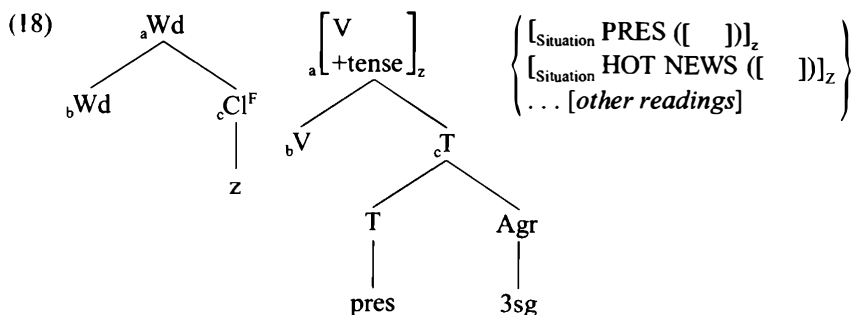 (18) aWd a[V +tense]z { [Situation PRES ([ ])]z
[Situation HOT NEWS ([ ])]z
. . . [other readings] }
bWd cClF bV cT
z
T Agr
pres 3sg